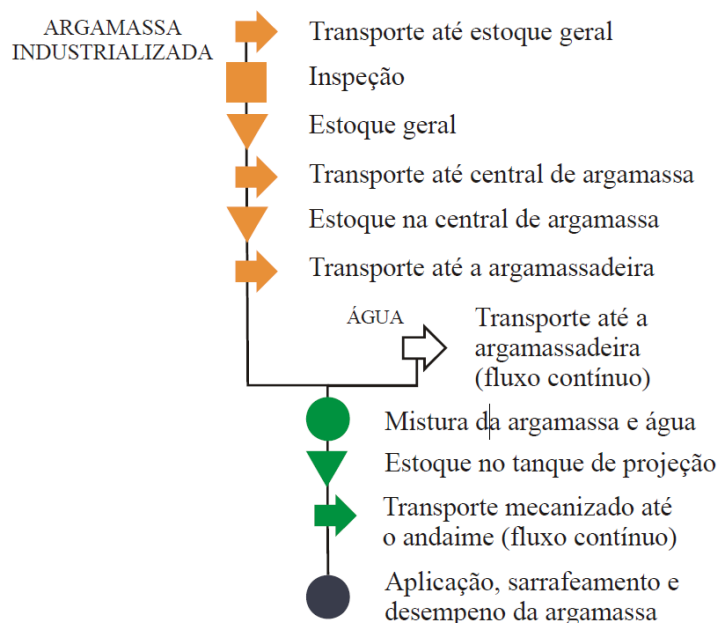 ARGAMASSA
INDUSTRIALIZADA
Transporte até estoque geral
Inspeção
Estoque geral
Transporte até central de argamassa
Estoque na central de argamassa
Transporte até a argamassadeira
ÁGUA
Transporte até a
argamassadeira
(fluxo contínuo)
Mistura da argamassa e água
Estoque no tanque de projeção
Transporte mecanizado até
o andaime (fluxo contínuo)
Aplicação, sarrafeamento e
desempeno da argamassa